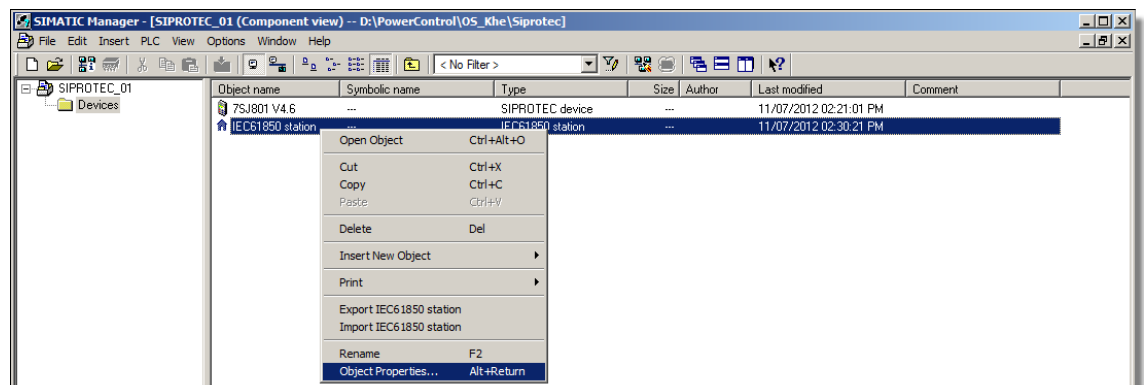 SIMATIC Manager - [SIPROTEC_01 (Component view) -- D:\PowerControl\OS_Khe\Siprotec]
File Edit Insert PLC View Options Window Help
< No Filter >
SIPROTEC_01
Devices
Object name Symbolic name Type Size Author Last modified Comment
7SJ801 V4.6 --- SIPROTEC device --- 11/07/2012 02:21:01 PM
IEC61850 station --- IEC61850 station --- 11/07/2012 02:30:21 PM
Open Object Ctrl+Alt+O
Cut Ctrl+X
Copy Ctrl+C
Paste Ctrl+V
Delete Del
Insert New Object
Print
Export IEC61850 station
Import IEC61850 station
Rename F2
Object Properties... Alt+Return